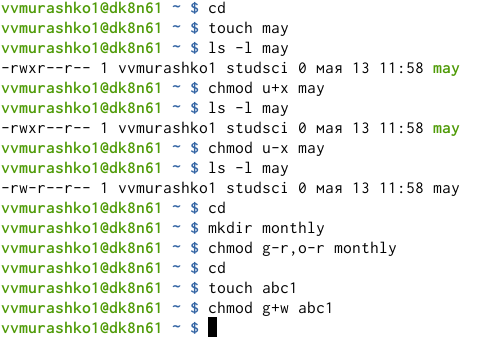 vvmurashko1@dk8n61 ~ $ cd
vvmurashko1@dk8n61 ~ $ touch may
vvmurashko1@dk8n61 ~ $ ls -l may
-rwxr--r-- 1 vvmurashko1 studsci 0 мая 13 11:58 may
vvmurashko1@dk8n61 ~ $ chmod u+x may
vvmurashko1@dk8n61 ~ $ ls -l may
-rwxr--r-- 1 vvmurashko1 studsci 0 мая 13 11:58 may
vvmurashko1@dk8n61 ~ $ chmod u-x may
vvmurashko1@dk8n61 ~ $ ls -l may
-rw-r--r-- 1 vvmurashko1 studsci 0 мая 13 11:58 may
vvmurashko1@dk8n61 ~ $ cd
vvmurashko1@dk8n61 ~ $ mkdir monthly
vvmurashko1@dk8n61 ~ $ chmod g-r,o-r monthly
vvmurashko1@dk8n61 ~ $ cd
vvmurashko1@dk8n61 ~ $ touch abc1
vvmurashko1@dk8n61 ~ $ chmod g+w abc1
vvmurashko1@dk8n61 ~ $